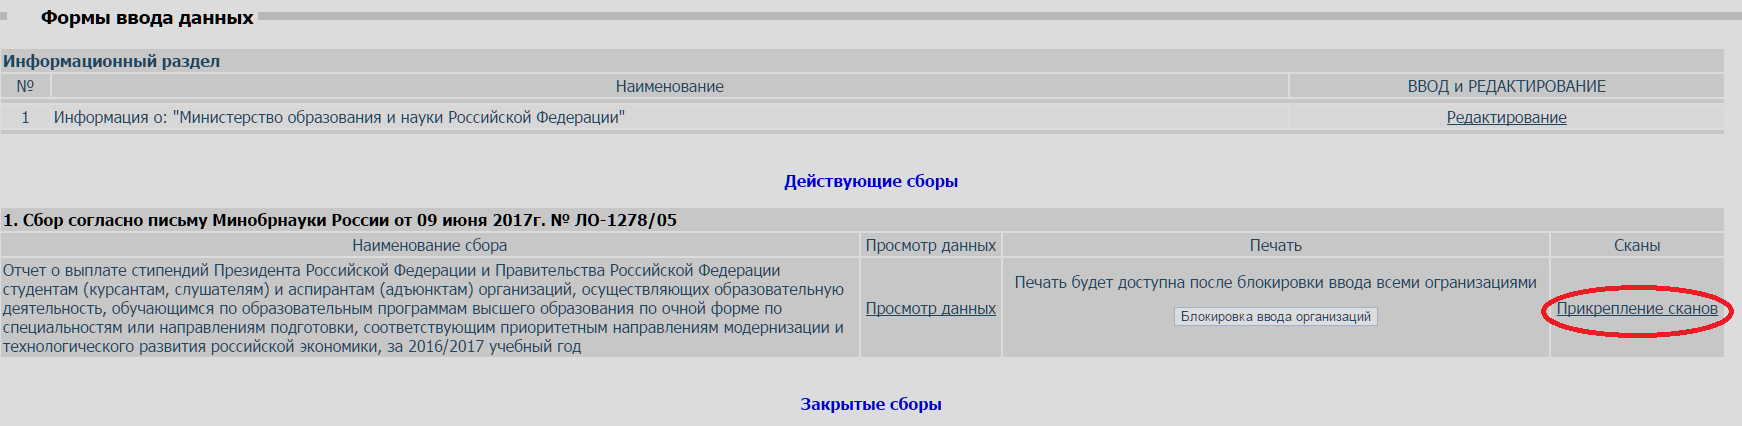 Формы ввода данных
Информационный раздел
№ Наименование ВВОД и РЕДАКТИРОВАНИЕ
1 Информация о: "Министерство образования и науки Российской Федерации" Редактирование
Действующие сборы
1. Сбор согласно письму Минобрнауки России от 09 июня 2017г. № ЛО-1278/05
Наименование сбора Просмотр данных Печать Сканы
Отчет о выплате стипендий Президента Российской Федерации и Правительства Российской Федерации
студентам (курсантам, слушателям) и аспирантам (адъюнктам) организаций, осуществляющих образовательную
деятельность, обучающимся по образовательным программам высшего образования по очной форме по
специальностям или направлениям подготовки, соответствующим приоритетным направлениям модернизации и
технологического развития российской экономики, за 2016/2017 учебный год
Просмотр данных
Печать будет доступна после блокировки ввода всеми огранизациями
Блокировка ввода организаций
Прикрепление сканов
Закрытые сборы